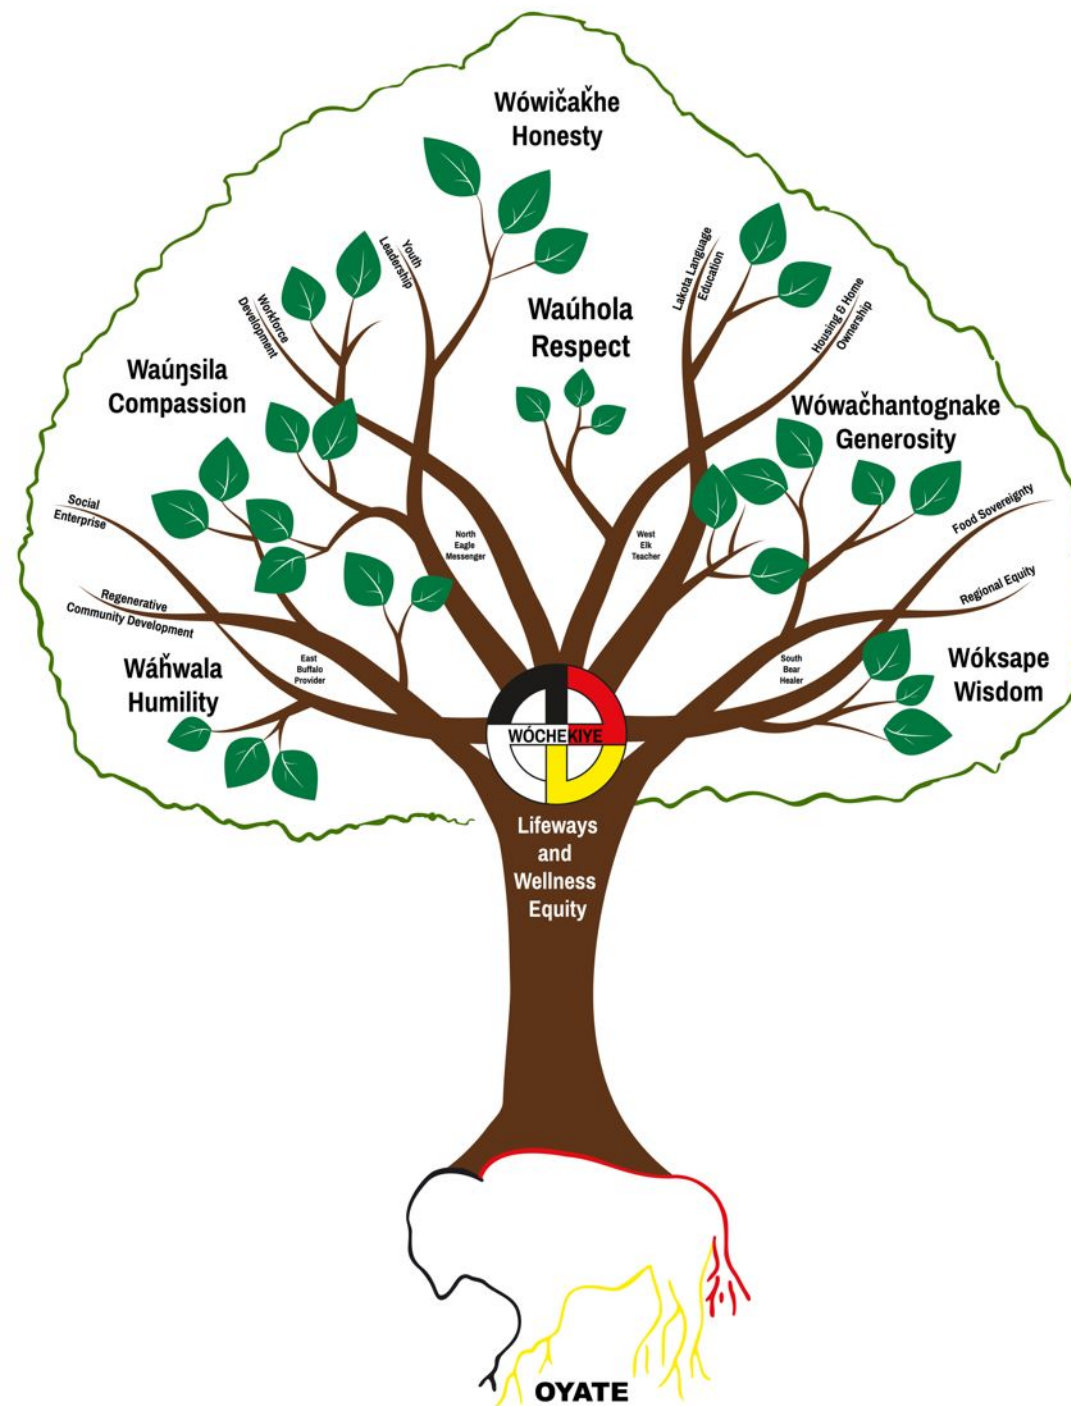 Wówičaǩhe
Honesty
Youth
Leadership
Workforce
Development
Lakota Language
Education
Housing & Home
Ownership
Waúhola
Respect
Waúŋsila
Compassion
Wówačhantognake
Generosity
Social
Enterprise
Food Sovereignty
North
Eagle
Messenger
West
Elk
Teacher
Regenerative
Community Development
Regional Equity
Wáȟwala
Humility
East
Buffalo
Provider
South
Bear
Healer
Wóksape
Wisdom
WÓCHEKIYE
Lifeways
and
Wellness
Equity
OYATE